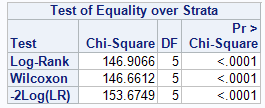 Test of Equality over Strata
Pr >
Test Chi-Square DF Chi-Square
Log-Rank 146.9066 5 <.0001
Wilcoxon 146.6612 5 <.0001
-2Log(LR) 153.6749 5 <.0001